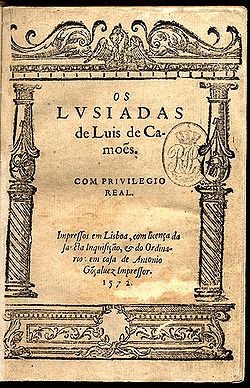 OS
LVSIADAS
de Luis de Ca-
moẽs.
COM PRIVILEGIO
REAL.
Impressos em Lisboa, com licença da
sancta Inquisição, & do Ordina-
rio: em casa de Antonio
Gõçaluez Impressor.
1572.